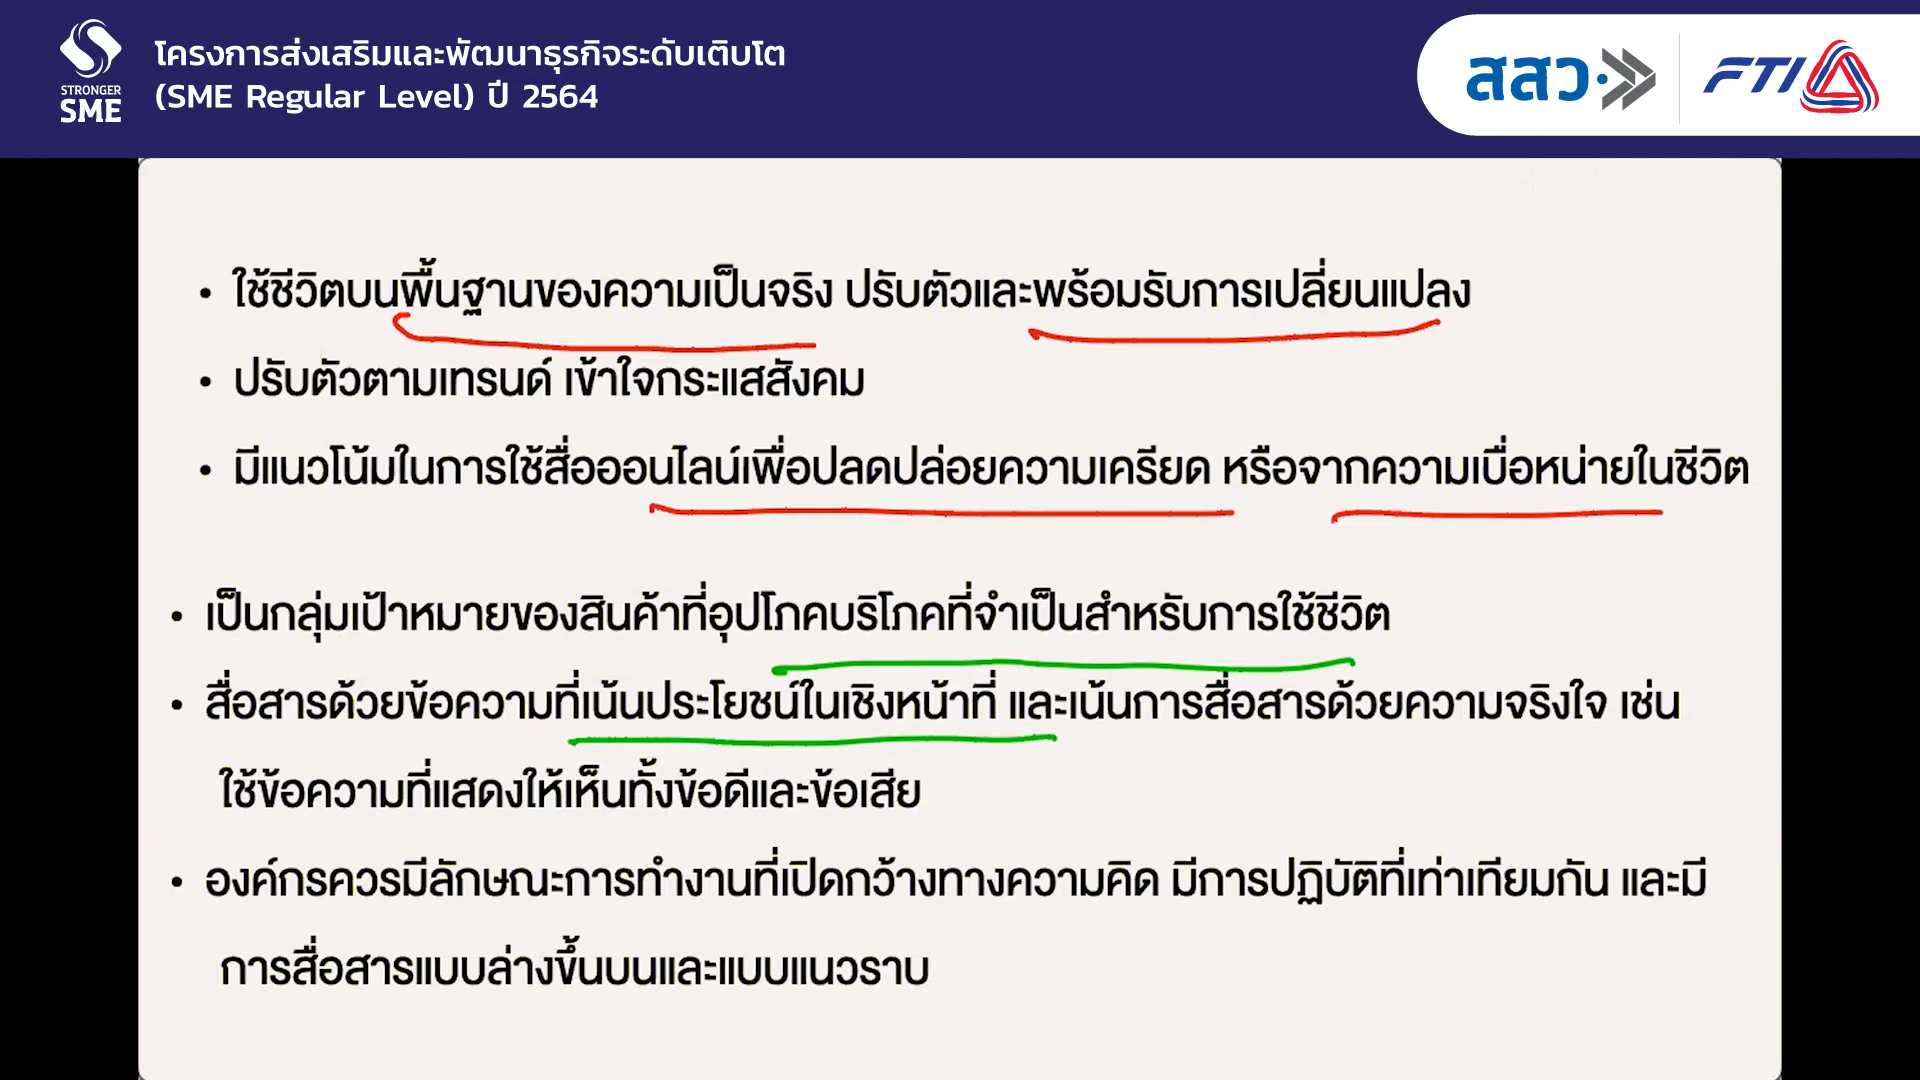 STRONGER
SME
โครงการส่งเสริมและพัฒนาธุรกิจระดับเติบโต
(SME Regular Level) ปี 2564
สสว
FTI
• ใช้ชีวิตบนพื้นฐานของความเป็นจริง ปรับตัวและพร้อมรับการเปลี่ยนแปลง
• ปรับตัวตามเทรนด์ เข้าใจกระแสสังคม
• มีแนวโน้มในการใช้สื่อออนไลน์เพื่อปลดปล่อยความเครียด หรือจากความเบื่อหน่ายในชีวิต
• เป็นกลุ่มเป้าหมายของสินค้าที่อุปโภคบริโภคที่จำเป็นสำหรับการใช้ชีวิต
• สื่อสารด้วยข้อความที่เน้นประโยชน์ในเชิงหน้าที่ และเน้นการสื่อสารด้วยความจริงใจ เช่น
ใช้ข้อความที่แสดงให้เห็นทั้งข้อดีและข้อเสีย
• องค์กรควรมีลักษณะการทำงานที่เปิดกว้างทางความคิด มีการปฏิบัติที่เท่าเทียมกัน และมี
การสื่อสารแบบล่างขึ้นบนและแบบแนวราบ